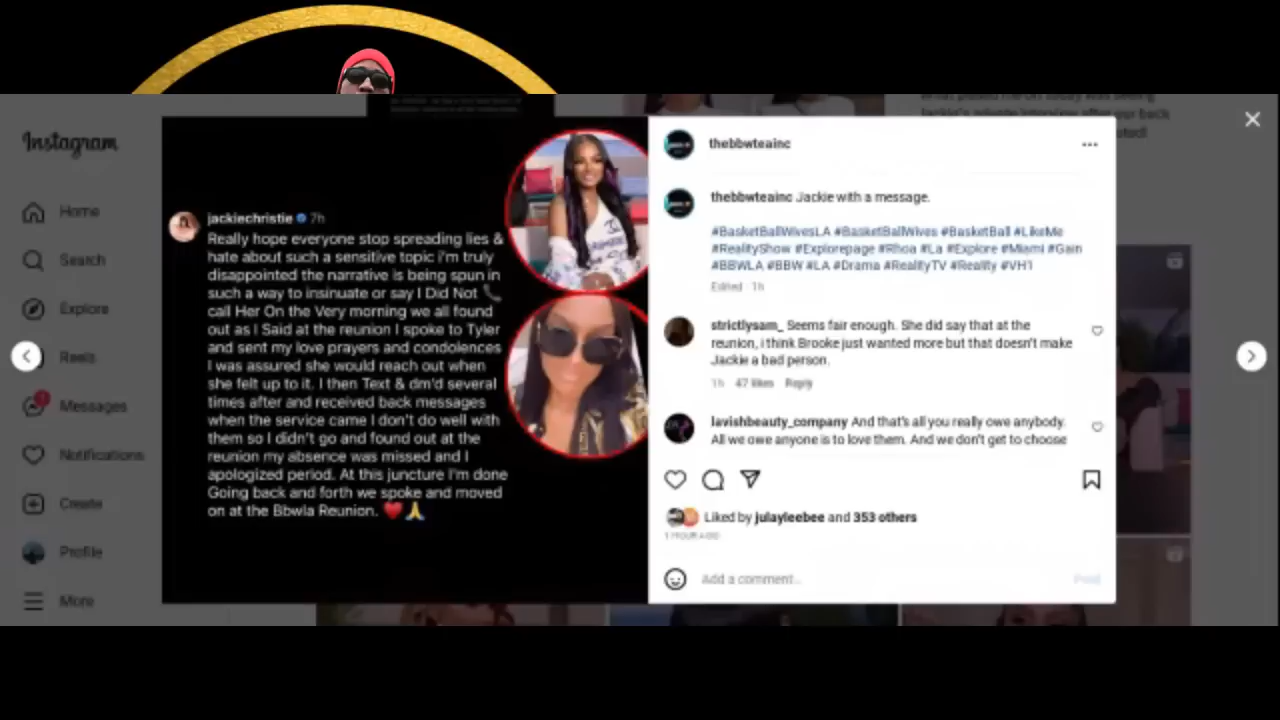 Instagram
Home
Search
Explore
Reels
Messages
Notifications
Create
Profile
More
jackiechristie 7h
Really hope everyone stop spreading lies &
hate about such a sensitive topic i'm truly
disappointed the narrative is being spun in
such a way to insinuate or say I Did Not 📞
call Her On the Very morning we all found
out as I Said at the reunion I spoke to Tyler
and sent my love prayers and condolences
I was assured she would reach out when
she felt up to it. I then Text & dm'd several
times after and received back messages
when the service came I don't do well with
them so I didn't go and found out at the
reunion my absence was missed and I
apologized period. At this juncture I'm done
Going back and forth we spoke and moved
on at the Bbwla Reunion. ❤️🙏
thebbwteainc
thebbwteainc Jackie with a message.
#BasketBallWivesLA #BasketBallWives #BasketBall #LikeMe
#RealityShow #Explorepage #Rhoa #La #Explore #Miami #Gain
#BBWLA #BBW #LA #Drama #RealityTV #Reality #VH1
Edited · 1h
strictlysam_ Seems fair enough. She did say that at the
reunion, i think Brooke just wanted more but that doesn't make
Jackie a bad person.
1h 47 likes Reply
lavishbeauty_company And that's all you really owe anybody.
All we owe anyone is to love them. And we don't get to choose
Liked by julayleebee and 353 others
1 HOUR AGO
Add a comment...
Post